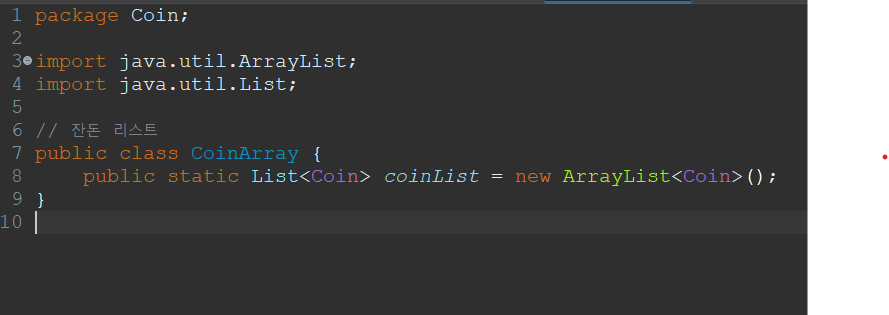 1 package Coin;
2
3 import java.util.ArrayList;
4 import java.util.List;
5
6 // 잔돈 리스트
7 public class CoinArray {
8     public static List<Coin> coinList = new ArrayList<Coin>();
9 }
10